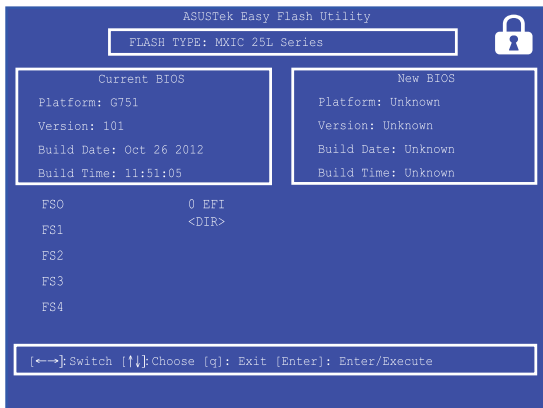 ASUSTek Easy Flash Utility
FLASH TYPE: MXIC 25L Series
Current BIOS
Platform: G751
Version: 101
Build Date: Oct 26 2012
Build Time: 11:51:05
New BIOS
Platform: Unknown
Version: Unknown
Build Date: Unknown
Build Time: Unknown
FSO
FS1
FS2
FS3
FS4
0 EFI
<DIR>
[←→]:Switch [↑↓]:Choose [q]: Exit [Enter]: Enter/Execute